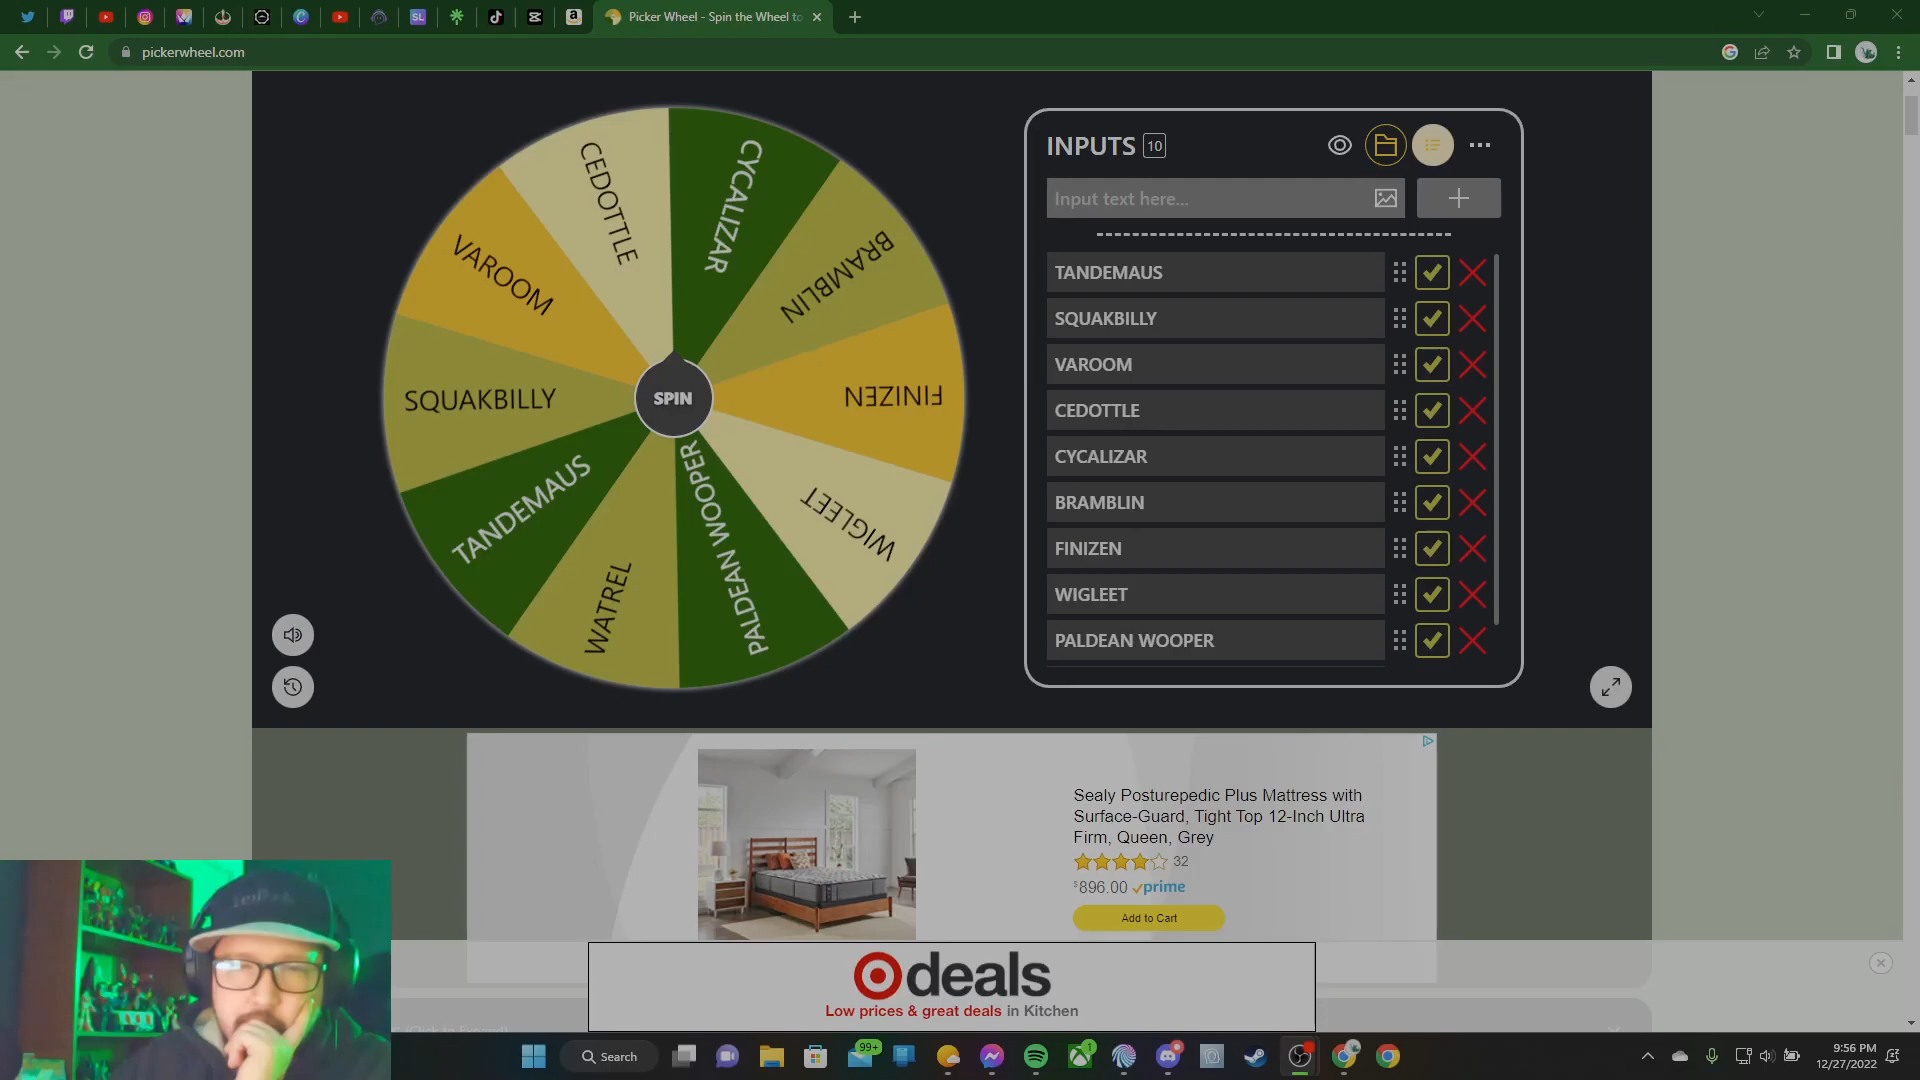 Picker Wheel - Spin the Wheel to
pickerwheel.com
CEDOTTLE
CYCALIZAR
BRAMBLIN
FINIZEN
WIGLEET
PALDEAN WOOPER
WATREL
TANDEMAUS
SQUAKBILLY
VAROOM
SPIN
INPUTS 10
Input text here...
TANDEMAUS
SQUAKBILLY
VAROOM
CEDOTTLE
CYCALIZAR
BRAMBLIN
FINIZEN
WIGLEET
PALDEAN WOOPER
Sealy Posturepedic Plus Mattress with
Surface-Guard, Tight Top 12-Inch Ultra
Firm, Queen, Grey
32
$896.00 prime
Add to Cart
deals
Low prices & great deals in Kitchen
SL
Search
99+
1
9:56 PM
12/27/2022